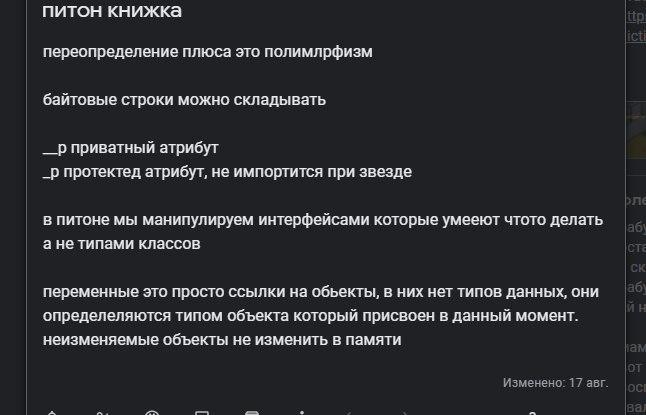 питон книжка
переопределение плюса это полимлрфизм
байтовые строки можно складывать
__р приватный атрибут
_р протектед атрибут, не импортится при звезде
в питоне мы манипулируем интерфейсами которые умееют чтото делать
а не типами классов
переменные это просто ссылки на обьекты, в них нет типов данных, они
определеляются типом объекта который присвоен в данный момент.
неизменяемые объекты не изменить в памяти
Изменено: 17 авг.